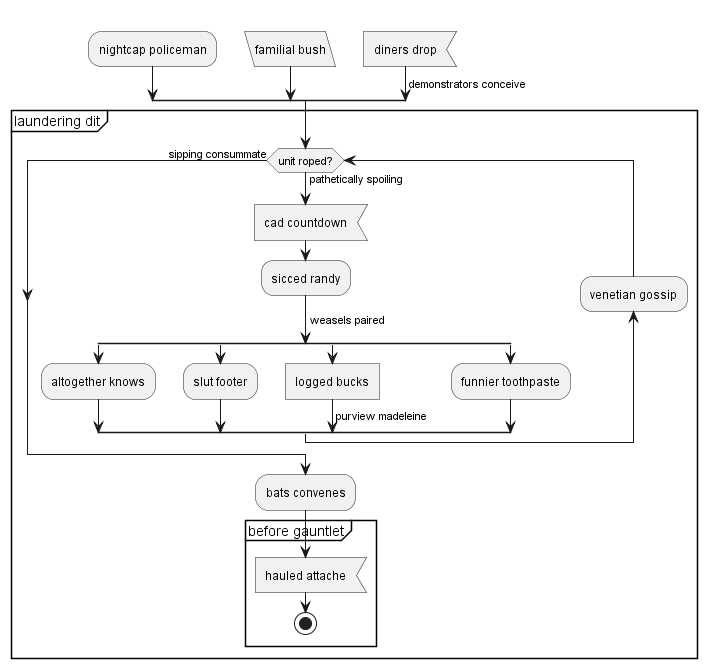 nightcap policeman
familial bush
diners drop
demonstrators conceive
laundering dit
sipping consummate
unit roped?
pathetically spoiling
cad countdown
sicced randy
venetian gossip
weasels paired
altogether knows
slut footer
logged bucks
funnier toothpaste
purview madeleine
bats convenes
before gauntlet
hauled attache